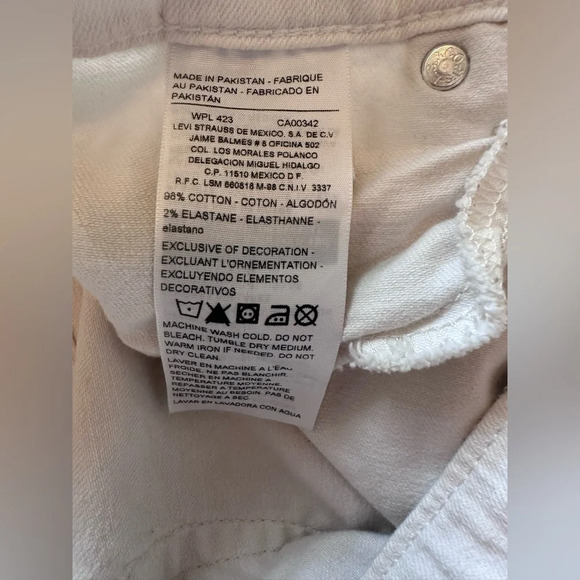 MADE IN PAKISTAN - FABRIQUE
AU PAKISTAN - FABRICADO EN
PAKISTÁN
WPL 423 CA00342
LEVI STRAUSS DE MEXICO. S.A. DE C.V
JAIME BALMES # 8 OFICINA 502
COL. LOS MORALES POLANCO
DELEGACION MIGUEL HIDALGO
C.P. 11510 MEXICO D F.
R.F.C. LSM 660818 M-98 C.N.I.V. 3337
98% COTTON - COTON - ALGODÓN
2% ELASTANE - ELASTHANNE -
elastano
EXCLUSIVE OF DECORATION -
EXCLUANT L'ORNEMENTATION -
EXCLUYENDO ELEMENTOS
DECORATIVOS
MACHINE WASH COLD. DO NOT
BLEACH. TUMBLE DRY MEDIUM.
WARM IRON IF NEEDED. DO NOT
DRY CLEAN.
LAVER EN MACHINE A L'EAU
FROIDE. NE PAS BLANCHIR.
SÉCHER EN MACHINE A
TEMPÉRATURE MOYENNE.
REPASSER A TEMPERATURE
MOYENNE AU BESOIN. PAS DE
NETTOYAGE A SEC.
LAVAR EN LAVADORA CON AGUA